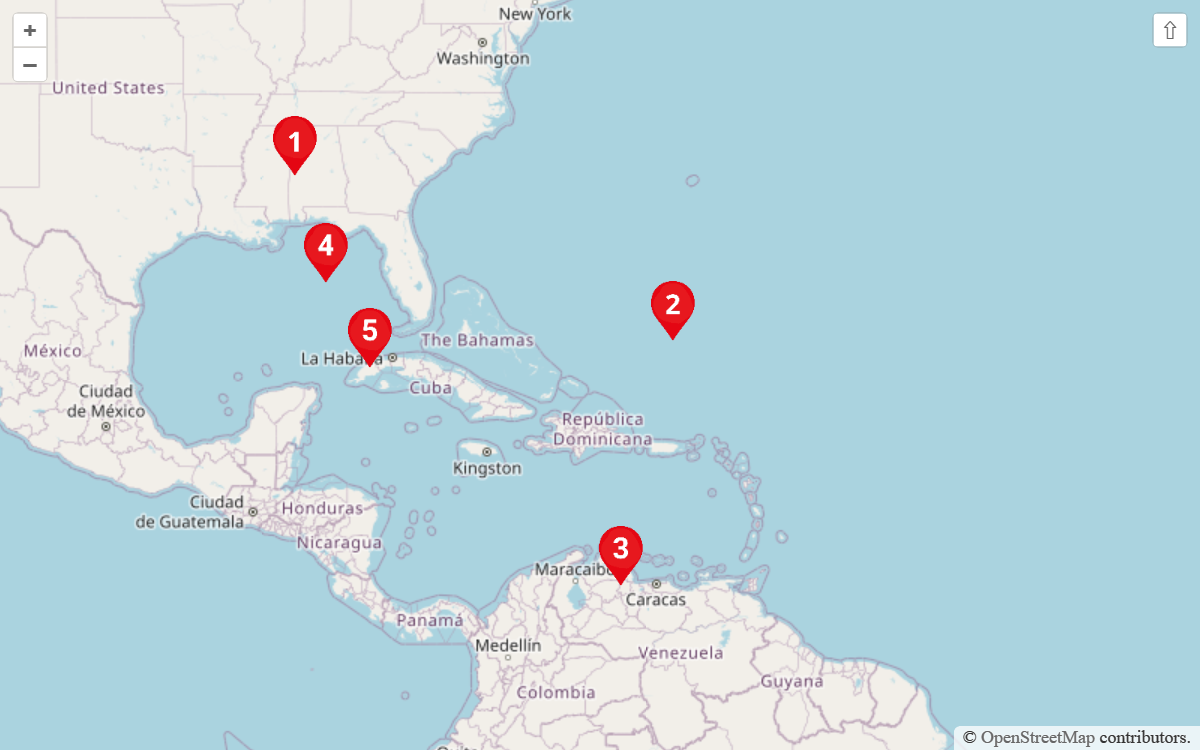 New York
+
Washington
−
⇧
United States
1
4
2
5
The Bahamas
La Habana
México
Cuba
Ciudad
de México
República
Dominicana
Kingston
Ciudad
de Guatemala
Honduras
Nicaragua
3
Maracaibo
Caracas
Panamá
Medellín
Venezuela
Guyana
Colombia
© OpenStreetMap contributors.